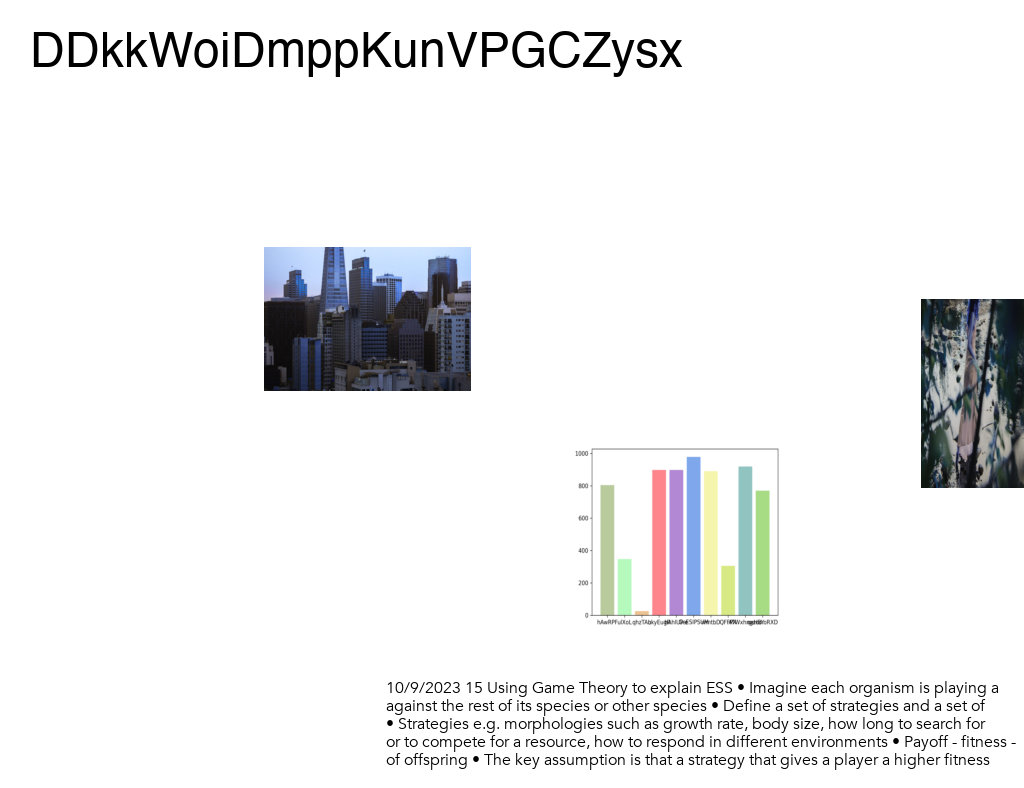 DDkkWoiDmppKunVPGCZysx
1000
800
600
400
200
0
10/9/2023 15 Using Game Theory to explain ESS • Imagine each organism is playing a
against the rest of its species or other species • Define a set of strategies and a set of
• Strategies e.g. morphologies such as growth rate, body size, how long to search for
or to compete for a resource, how to respond in different environments • Payoff - fitness -
of offspring • The key assumption is that a strategy that gives a player a higher fitness